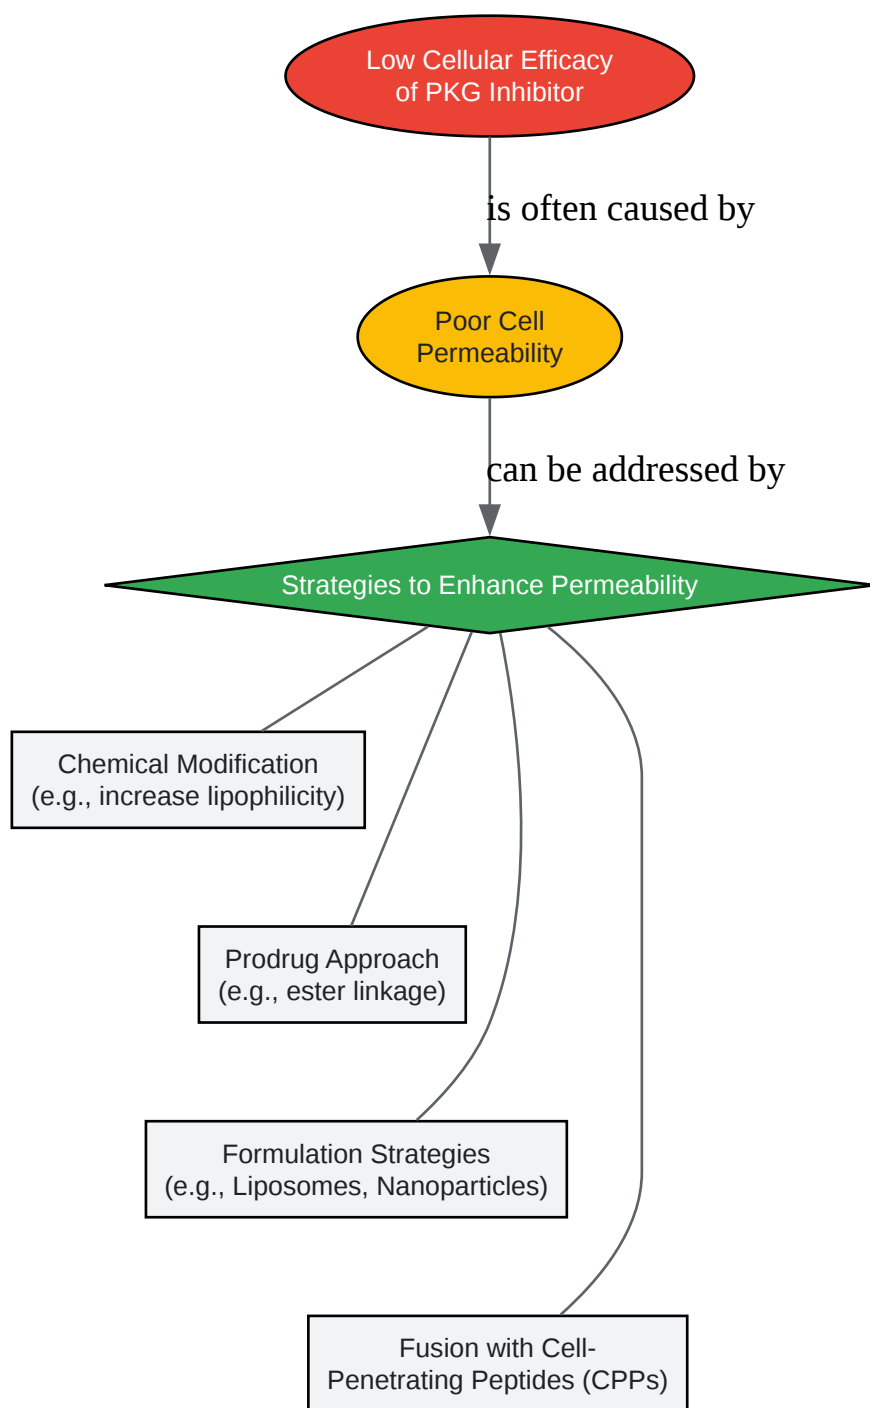 Low Cellular Efficacy
of PKG Inhibitor
is often caused by
Poor Cell
Permeability
can be addressed by
Strategies to Enhance Permeability
Chemical Modification
(e.g., increase lipophilicity)
Prodrug Approach
(e.g., ester linkage)
Formulation Strategies
(e.g., Liposomes, Nanoparticles)
Fusion with Cell-
Penetrating Peptides (CPPs)